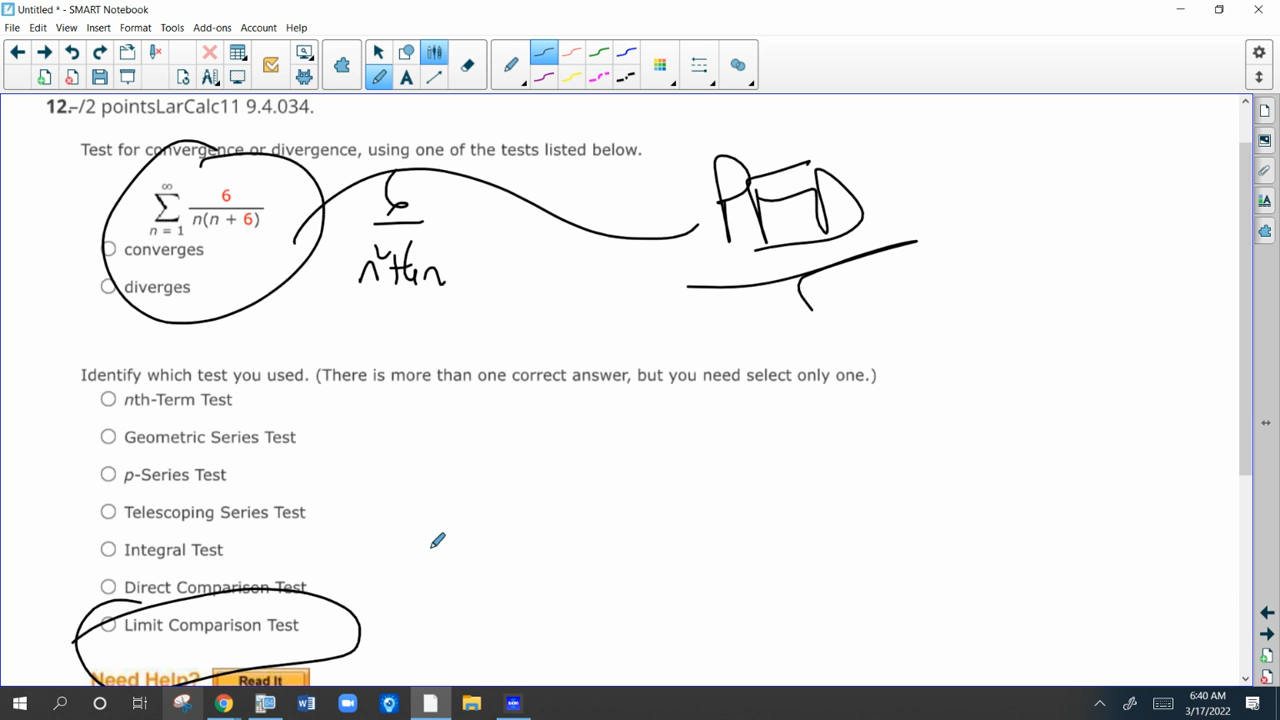 Untitled * - SMART Notebook
File Edit View Insert Format Tools Add-ons Account Help
12.–/2 pointsLarCalc11 9.4.034.
Test for convergence or divergence, using one of the tests listed below.
∞
∑ 6 / n(n + 6)
n = 1
6 / n² + 6n
PFD
converges
diverges
Identify which test you used. (There is more than one correct answer, but you need select only one.)
nth-Term Test
Geometric Series Test
p-Series Test
Telescoping Series Test
Integral Test
Direct Comparison Test
Limit Comparison Test
Need Help? Read It
6:40 AM
3/17/2022